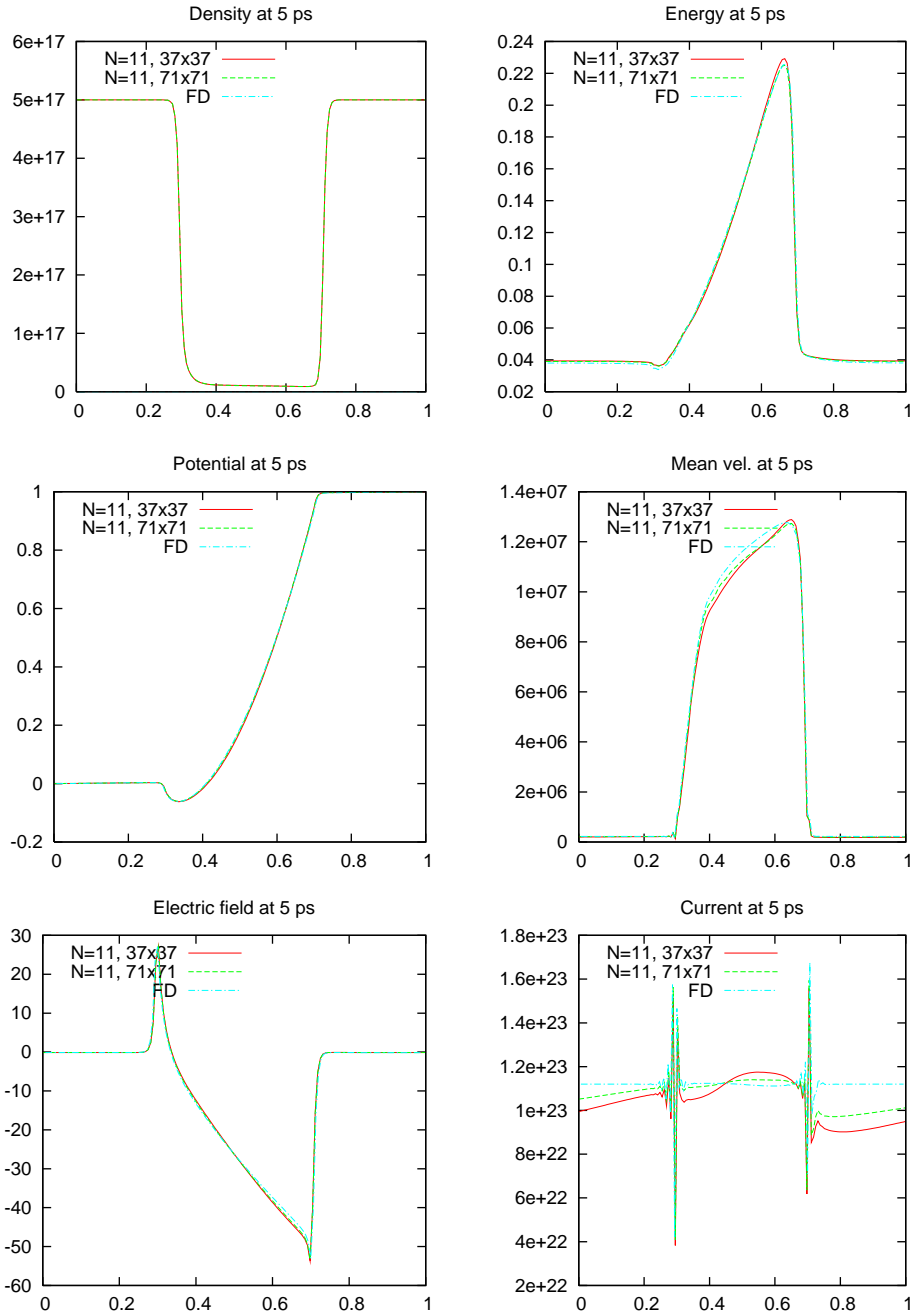 Density at 5 ps
6e+17
5e+17
4e+17
3e+17
2e+17
1e+17
0
N=11, 37x37
N=11, 71x71
FD
0 0.2 0.4 0.6 0.8 1
Energy at 5 ps
0.24
0.22
0.2
0.18
0.16
0.14
0.12
0.1
0.08
0.06
0.04
0.02
N=11, 37x37
N=11, 71x71
FD
0 0.2 0.4 0.6 0.8 1
Potential at 5 ps
1
0.8
0.6
0.4
0.2
0
-0.2
N=11, 37x37
N=11, 71x71
FD
0 0.2 0.4 0.6 0.8 1
Mean vel. at 5 ps
1.4e+07
1.2e+07
1e+07
8e+06
6e+06
4e+06
2e+06
0
N=11, 37x37
N=11, 71x71
FD
0 0.2 0.4 0.6 0.8 1
Electric field at 5 ps
30
20
10
0
-10
-20
-30
-40
-50
-60
N=11, 37x37
N=11, 71x71
FD
0 0.2 0.4 0.6 0.8 1
Current at 5 ps
1.8e+23
1.6e+23
1.4e+23
1.2e+23
1e+23
8e+22
6e+22
4e+22
2e+22
N=11, 37x37
N=11, 71x71
FD
0 0.2 0.4 0.6 0.8 1